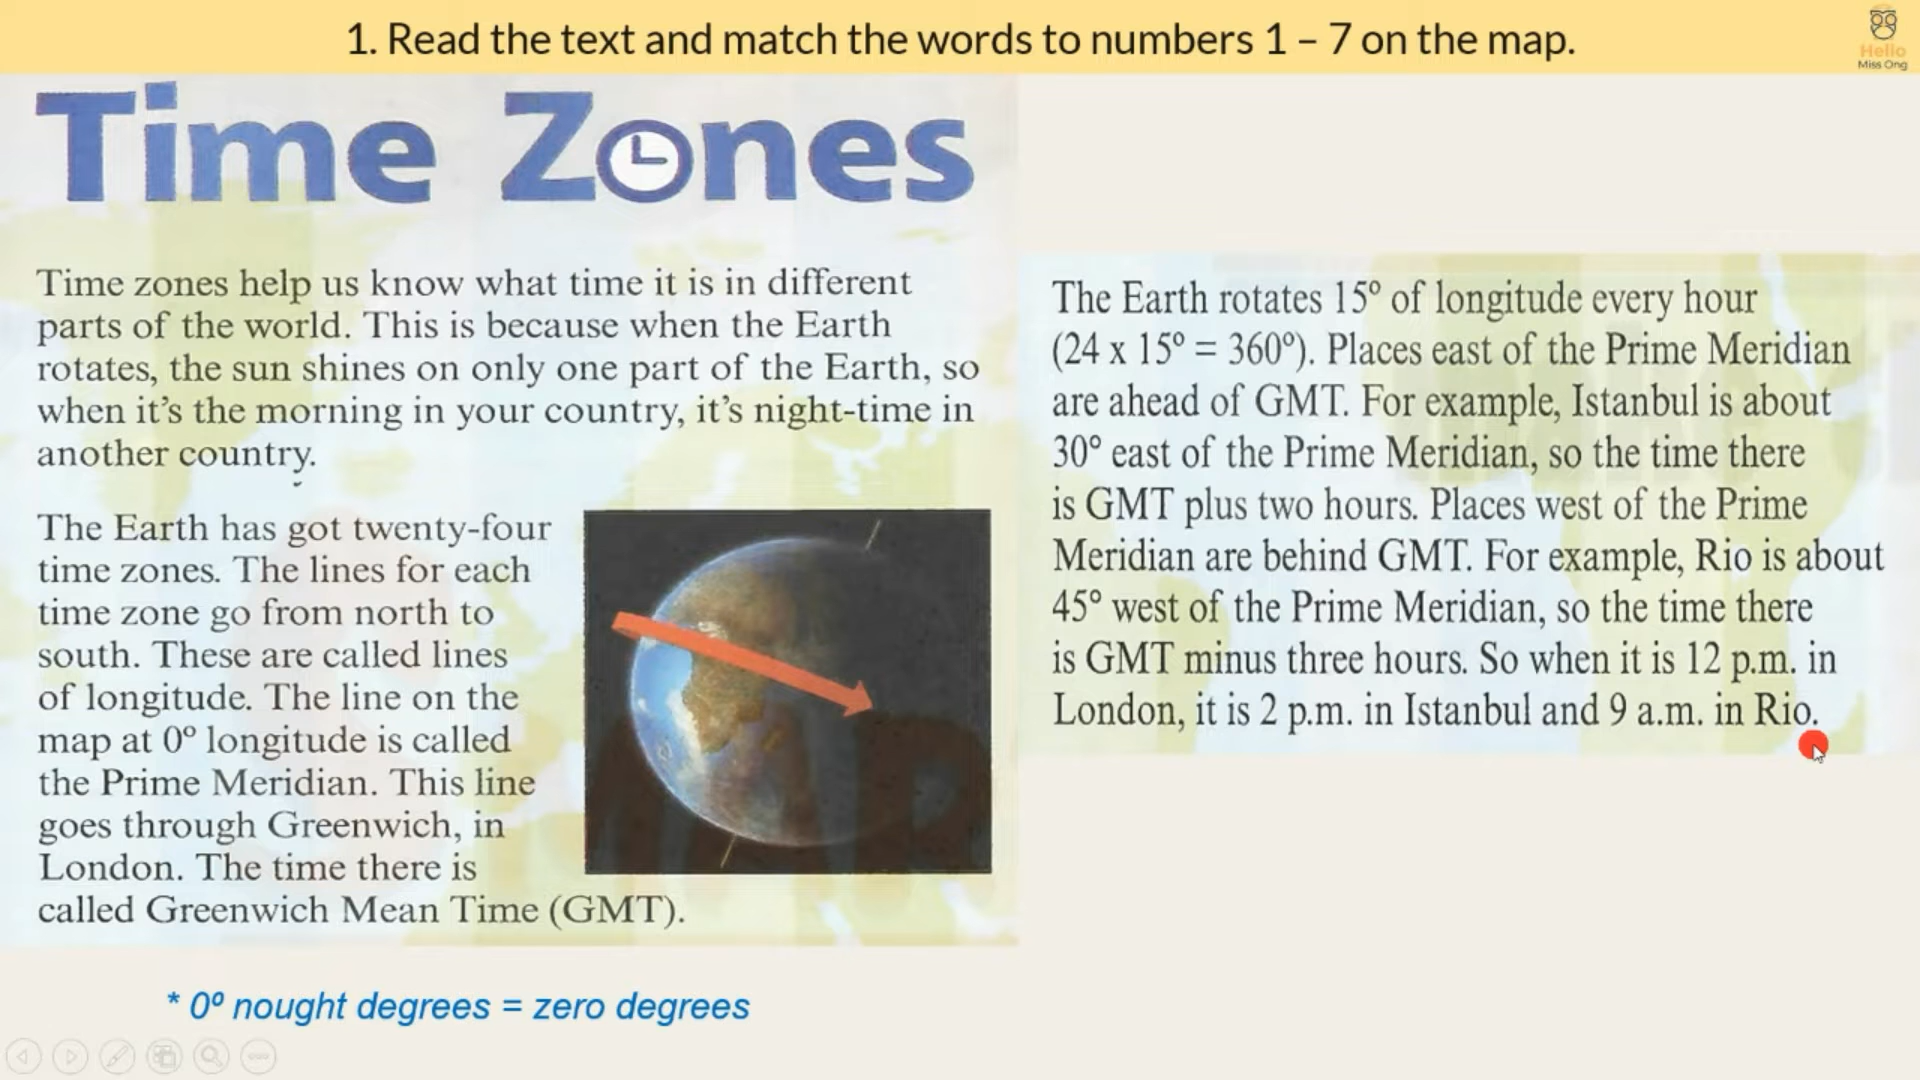 1. Read the text and match the words to numbers 1 – 7 on the map.
Hello
Miss Ong
Time Zones
Time zones help us know what time it is in different
parts of the world. This is because when the Earth
rotates, the sun shines on only one part of the Earth, so
when it's the morning in your country, it's night-time in
another country.
The Earth has got twenty-four
time zones. The lines for each
time zone go from north to
south. These are called lines
of longitude. The line on the
map at 0º longitude is called
the Prime Meridian. This line
goes through Greenwich, in
London. The time there is
called Greenwich Mean Time (GMT).
* 0º nought degrees = zero degrees
The Earth rotates 15º of longitude every hour
(24 x 15º = 360º). Places east of the Prime Meridian
are ahead of GMT. For example, Istanbul is about
30º east of the Prime Meridian, so the time there
is GMT plus two hours. Places west of the Prime
Meridian are behind GMT. For example, Rio is about
45º west of the Prime Meridian, so the time there
is GMT minus three hours. So when it is 12 p.m. in
London, it is 2 p.m. in Istanbul and 9 a.m. in Rio.